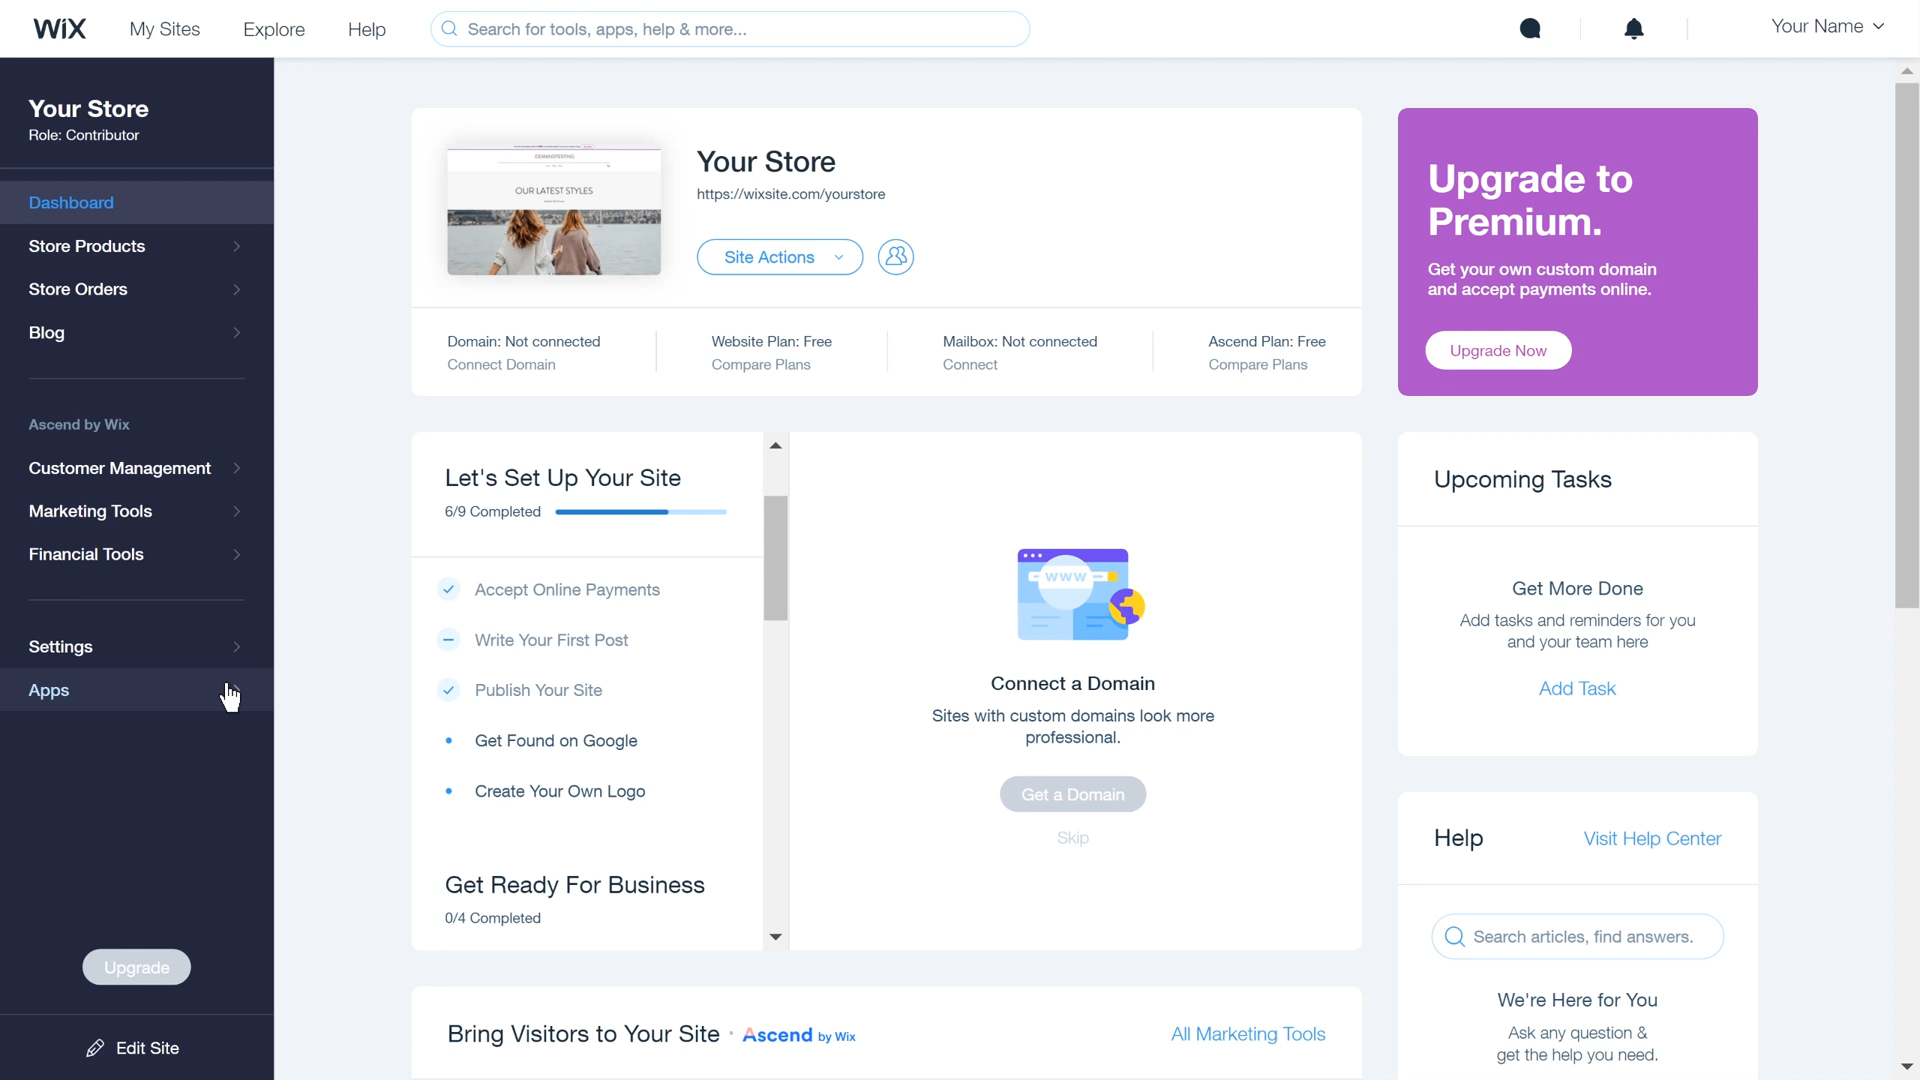 WIX
My Sites
Explore
Help
Search for tools, apps, help & more...
Your Name
Your Store
Role: Contributor
Dashboard
Store Products
Store Orders
Blog
Ascend by Wix
Customer Management
Marketing Tools
Financial Tools
Settings
Apps
Upgrade
Edit Site
OUR LATEST STYLES
Your Store
https://wixsite.com/yourstore
Site Actions
Domain: Not connected
Connect Domain
Website Plan: Free
Compare Plans
Mailbox: Not connected
Connect
Ascend Plan: Free
Compare Plans
Upgrade to
Premium.
Get your own custom domain
and accept payments online.
Upgrade Now
Let's Set Up Your Site
6/9 Completed
Accept Online Payments
Write Your First Post
Publish Your Site
Get Found on Google
Create Your Own Logo
Get Ready For Business
0/4 Completed
www
Connect a Domain
Sites with custom domains look more
professional.
Get a Domain
Skip
Upcoming Tasks
Get More Done
Add tasks and reminders for you
and your team here
Add Task
Help
Visit Help Center
Search articles, find answers.
We're Here for You
Ask any question &
get the help you need.
Bring Visitors to Your Site · Ascend by Wix
All Marketing Tools